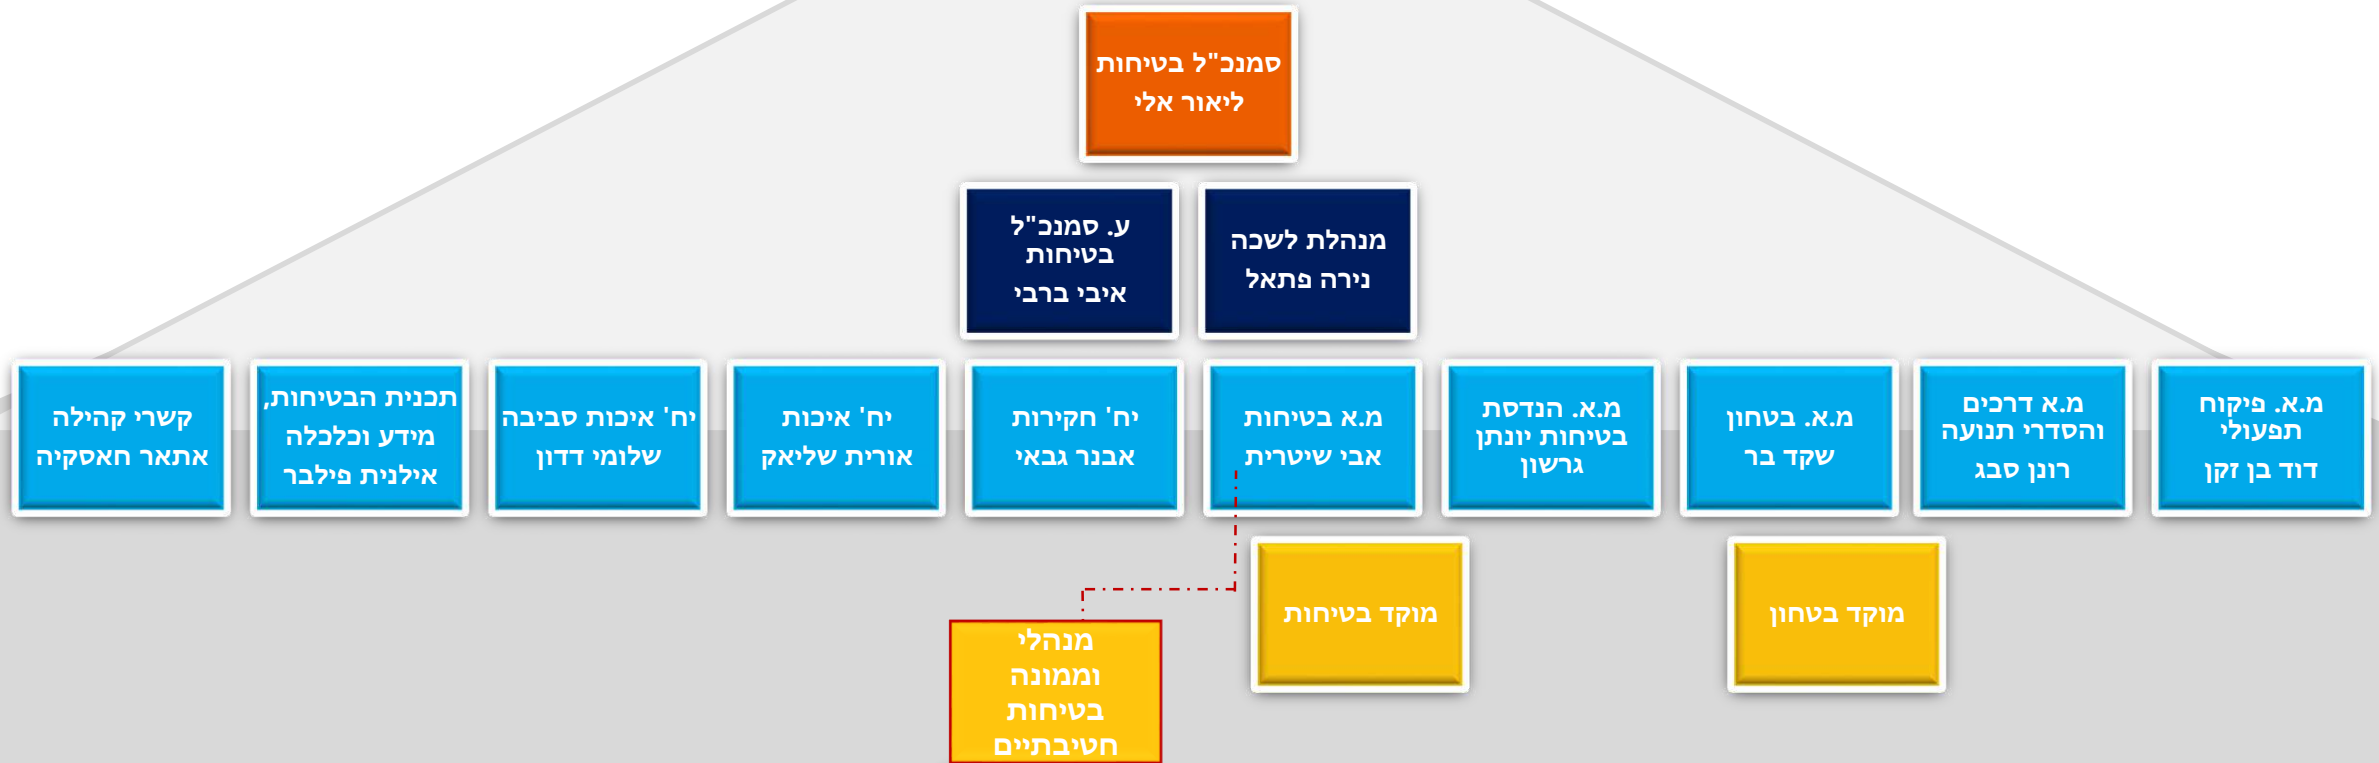 סמנכ"ל בטיחות
ליאור אלי
מנהלת לשכה
נירה פתאל
ע. סמנכ"ל
בטיחות
איבי ברבי
מ.א. פיקוח
תפעולי
דוד בן זקן
מ.א דרכים
והסדרי תנועה
רונן סבג
מ.א. בטחון
שקד בר
מ.א. הנדסת
בטיחות יונתן
גרשון
מ.א בטיחות
אבי שיטרית
יח' חקירות
אבנר גבאי
יח' איכות
אורית שליאק
יח' איכות סביבה
שלומי דדון
תכנית הבטיחות,
מידע וכלכלה
אילנית פילבר
קשרי קהילה
אתאר חאסקיה
מוקד בטחון
מוקד בטיחות
מנהלי
וממונה
בטיחות
חטיבתיים